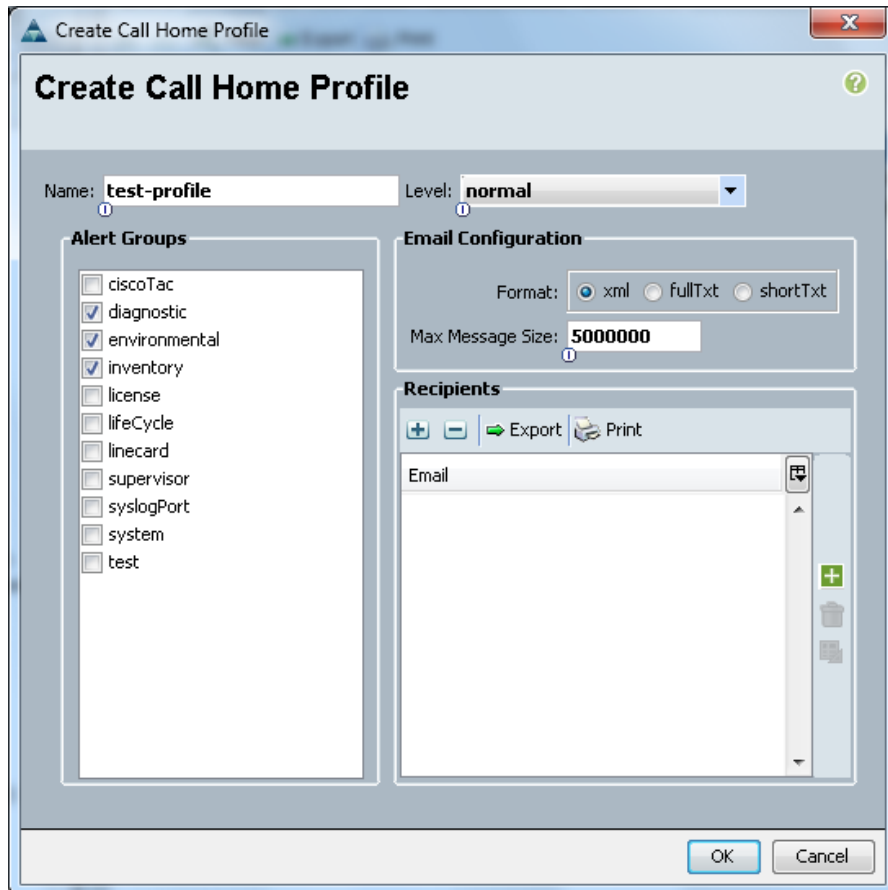 Create Call Home Profile
Create Call Home Profile
Name: test-profile
Level: normal
Alert Groups
ciscoTac
diagnostic
environmental
inventory
license
lifeCycle
linecard
supervisor
syslogPort
system
test
Email Configuration
Format: xml fullTxt shortTxt
Max Message Size: 5000000
Recipients
Export Print
Email
OK Cancel